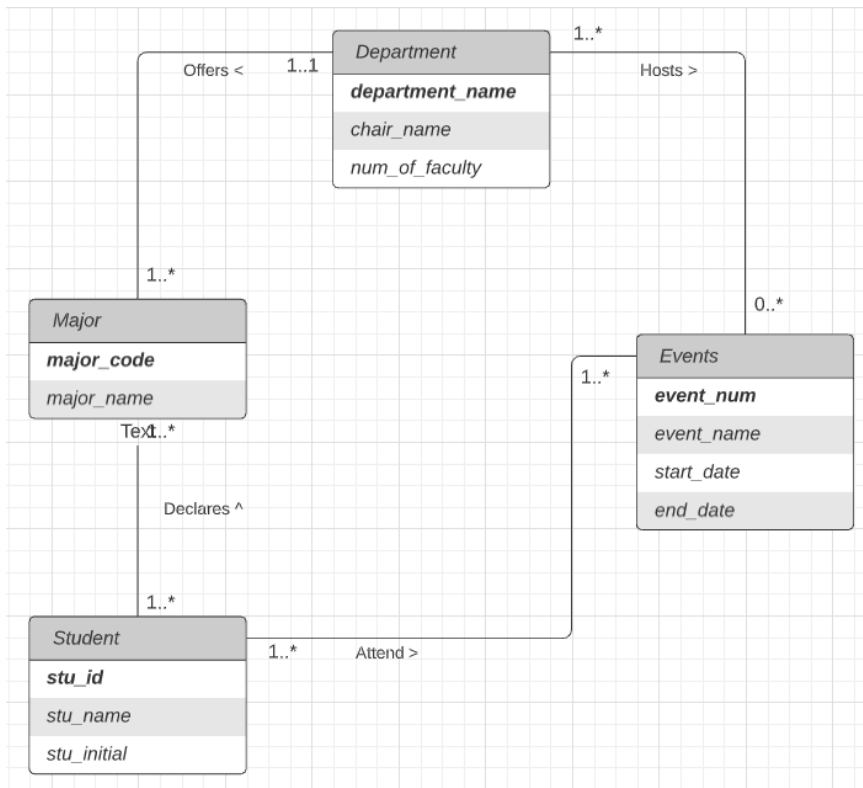 Department
1..*
Offers <
1..1
Hosts >
department_name
chair_name
num_of_faculty
1..*
0..*
Major
major_code
major_name
Events
1..*
event_num
event_name
start_date
end_date
Text
1..*
Declares ^
1..*
Student
1..*
Attend >
stu_id
stu_name
stu_initial